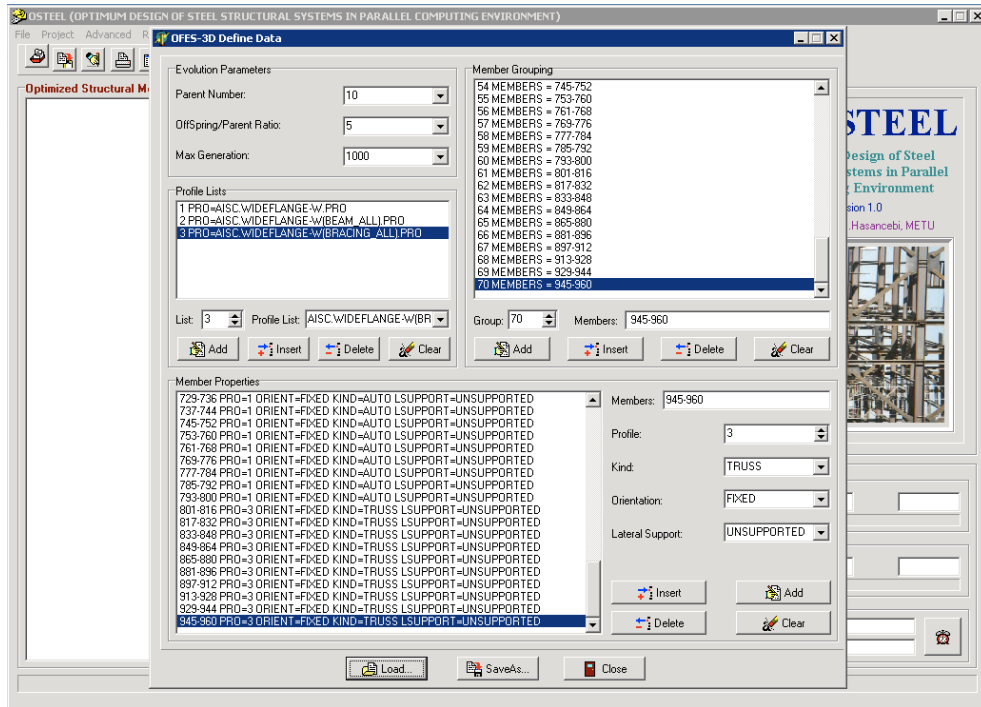 OSTEEL (OPTIMUM DESIGN OF STEEL STRUCTURAL SYSTEMS IN PARALLEL COMPUTING ENVIRONMENT)
File Project Advanced R
OFES-3D Define Data
Optimized Structural M
Evolution Parameters
Parent Number: 10
OffSpring/Parent Ratio: 5
Max Generation: 1000
Profile Lists
1 PRO=AISC.WIDEFLANGE-W.PRO
2 PRO=AISC.WIDEFLANGE-W(BEAM_ALL).PRO
3 PRO=AISC.WIDEFLANGE-W(BRACING_ALL).PRO
List: 3 Profile List: AISC.WIDEFLANGE-W(BR
Add Insert Delete Clear
Member Grouping
54 MEMBERS = 745-752
55 MEMBERS = 753-760
56 MEMBERS = 761-768
57 MEMBERS = 769-776
58 MEMBERS = 777-784
59 MEMBERS = 785-792
60 MEMBERS = 793-800
61 MEMBERS = 801-816
62 MEMBERS = 817-832
63 MEMBERS = 833-848
64 MEMBERS = 849-864
65 MEMBERS = 865-880
66 MEMBERS = 881-896
67 MEMBERS = 897-912
68 MEMBERS = 913-928
69 MEMBERS = 929-944
70 MEMBERS = 945-960
Group: 70 Members: 945-960
Add Insert Delete Clear
Member Properties
729-736 PRO=1 ORIENT=FIXED KIND=AUTO LSUPPORT=UNSUPPORTED
737-744 PRO=1 ORIENT=FIXED KIND=AUTO LSUPPORT=UNSUPPORTED
745-752 PRO=1 ORIENT=FIXED KIND=AUTO LSUPPORT=UNSUPPORTED
753-760 PRO=1 ORIENT=FIXED KIND=AUTO LSUPPORT=UNSUPPORTED
761-768 PRO=1 ORIENT=FIXED KIND=AUTO LSUPPORT=UNSUPPORTED
769-776 PRO=1 ORIENT=FIXED KIND=AUTO LSUPPORT=UNSUPPORTED
777-784 PRO=1 ORIENT=FIXED KIND=AUTO LSUPPORT=UNSUPPORTED
785-792 PRO=1 ORIENT=FIXED KIND=AUTO LSUPPORT=UNSUPPORTED
793-800 PRO=1 ORIENT=FIXED KIND=AUTO LSUPPORT=UNSUPPORTED
801-816 PRO=3 ORIENT=FIXED KIND=TRUSS LSUPPORT=UNSUPPORTED
817-832 PRO=3 ORIENT=FIXED KIND=TRUSS LSUPPORT=UNSUPPORTED
833-848 PRO=3 ORIENT=FIXED KIND=TRUSS LSUPPORT=UNSUPPORTED
849-864 PRO=3 ORIENT=FIXED KIND=TRUSS LSUPPORT=UNSUPPORTED
865-880 PRO=3 ORIENT=FIXED KIND=TRUSS LSUPPORT=UNSUPPORTED
881-896 PRO=3 ORIENT=FIXED KIND=TRUSS LSUPPORT=UNSUPPORTED
897-912 PRO=3 ORIENT=FIXED KIND=TRUSS LSUPPORT=UNSUPPORTED
913-928 PRO=3 ORIENT=FIXED KIND=TRUSS LSUPPORT=UNSUPPORTED
929-944 PRO=3 ORIENT=FIXED KIND=TRUSS LSUPPORT=UNSUPPORTED
945-960 PRO=3 ORIENT=FIXED KIND=TRUSS LSUPPORT=UNSUPPORTED
Members: 945-960
Profile: 3
Kind: TRUSS
Orientation: FIXED
Lateral Support: UNSUPPORTED
Insert Add
Delete Clear
Load... SaveAs... Close
STEEL
Design of Steel
stems in Parallel
Environment
sion 1.0
.Hasancebi, METU